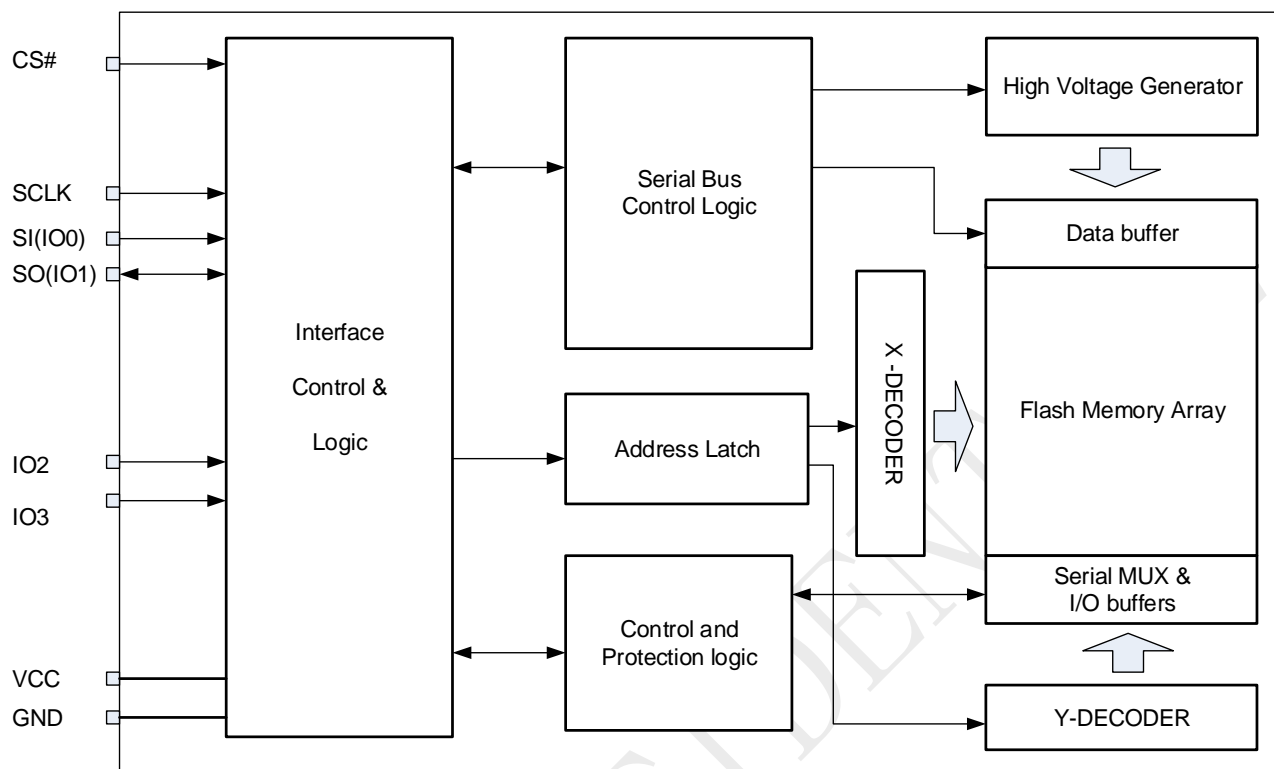 CS#
SCLK
SI(IO0)
SO(IO1)
IO2
IO3
VCC
GND
Interface
Control &
Logic
Serial Bus
Control Logic
Address Latch
Control and
Protection logic
X -DECODER
High Voltage Generator
Data buffer
Flash Memory Array
Serial MUX &
I/O buffers
Y-DECODER